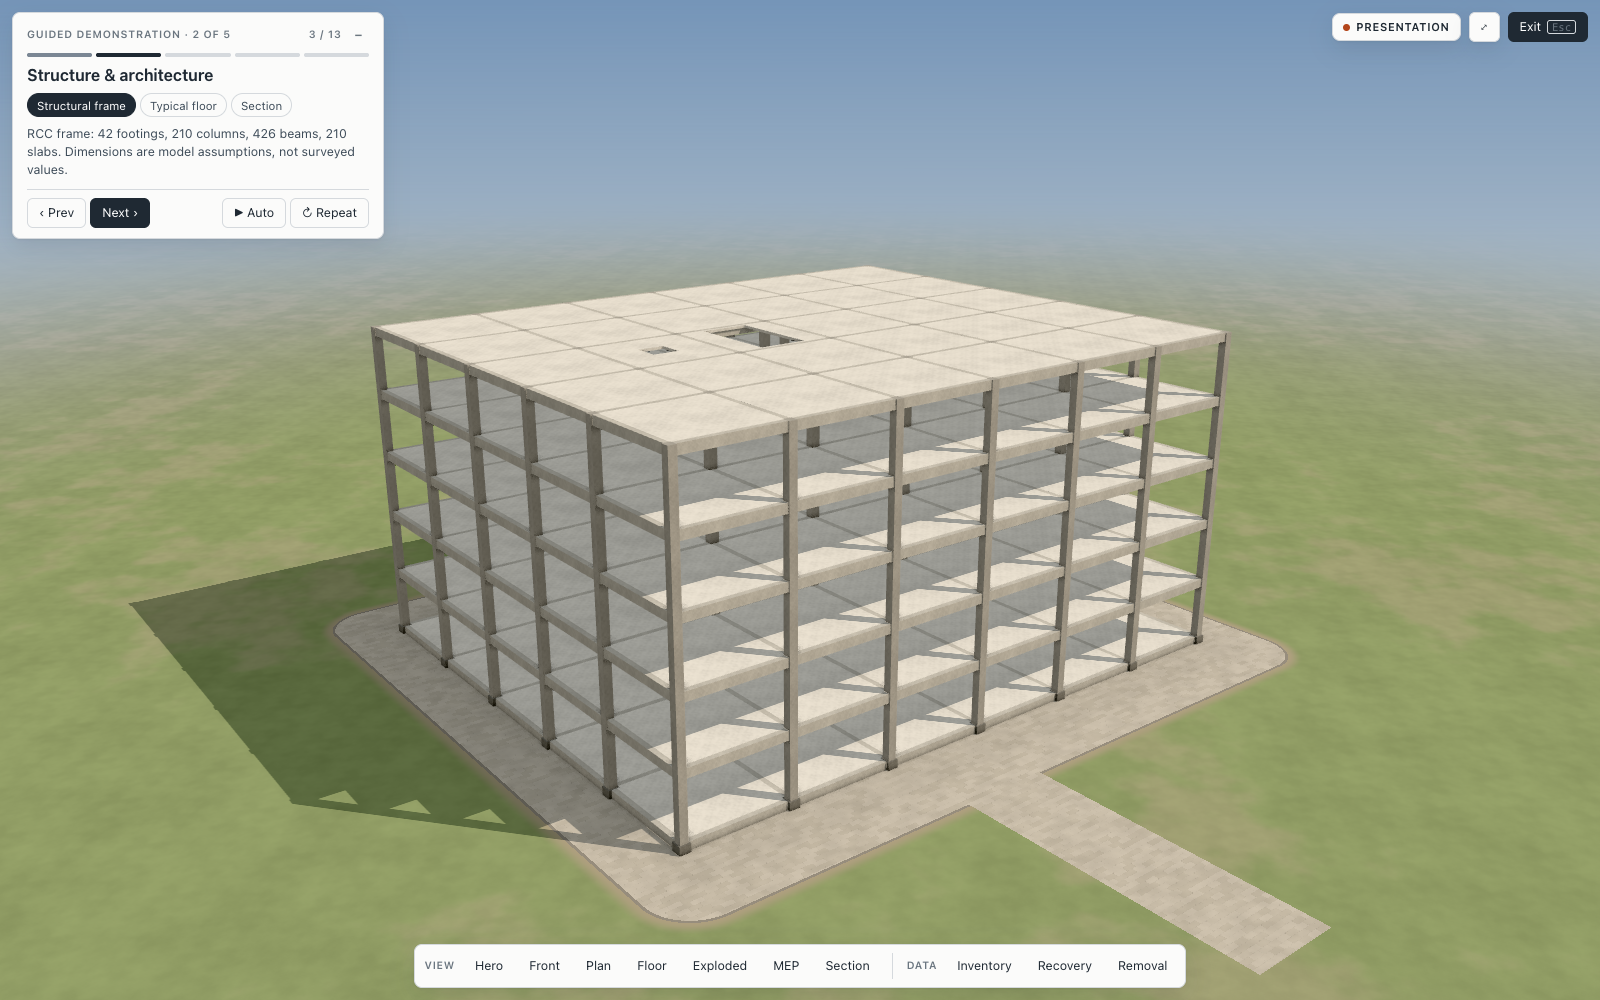 GUIDED DEMONSTRATION · 2 OF 5
3 / 13 –
Structure & architecture
Structural frame
Typical floor
Section
RCC frame: 42 footings, 210 columns, 426 beams, 210
slabs. Dimensions are model assumptions, not surveyed
values.
‹ Prev
Next ›
▶ Auto
↻ Repeat
PRESENTATION
Exit Esc
VIEW Hero Front Plan Floor Exploded MEP Section DATA Inventory Recovery Removal